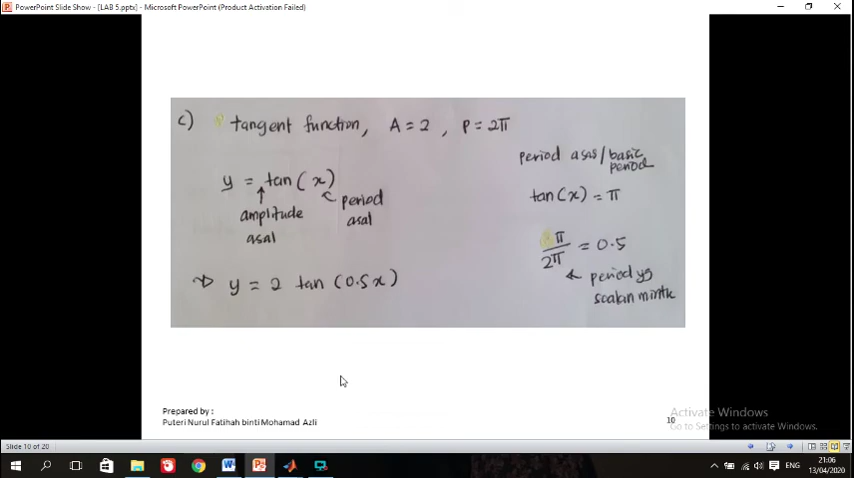 PowerPoint Slide Show - [LAB 5.pptx] - Microsoft PowerPoint (Product Activation Failed)
c) tangent function, A = 2, P = 2π
period asas/basic period
y = tan(x)
tan(x) = π
amplitude asal
period asal
π/2π = 0.5
period yg soalan mintk
⇒ y = 2 tan(0.5x)
Prepared by :
Puteri Nurul Fatihah binti Mohamad Azli
10
Activate Windows
Go to Settings to activate Windows.
Slide 10 of 20
ENG
21:06
13/04/2020